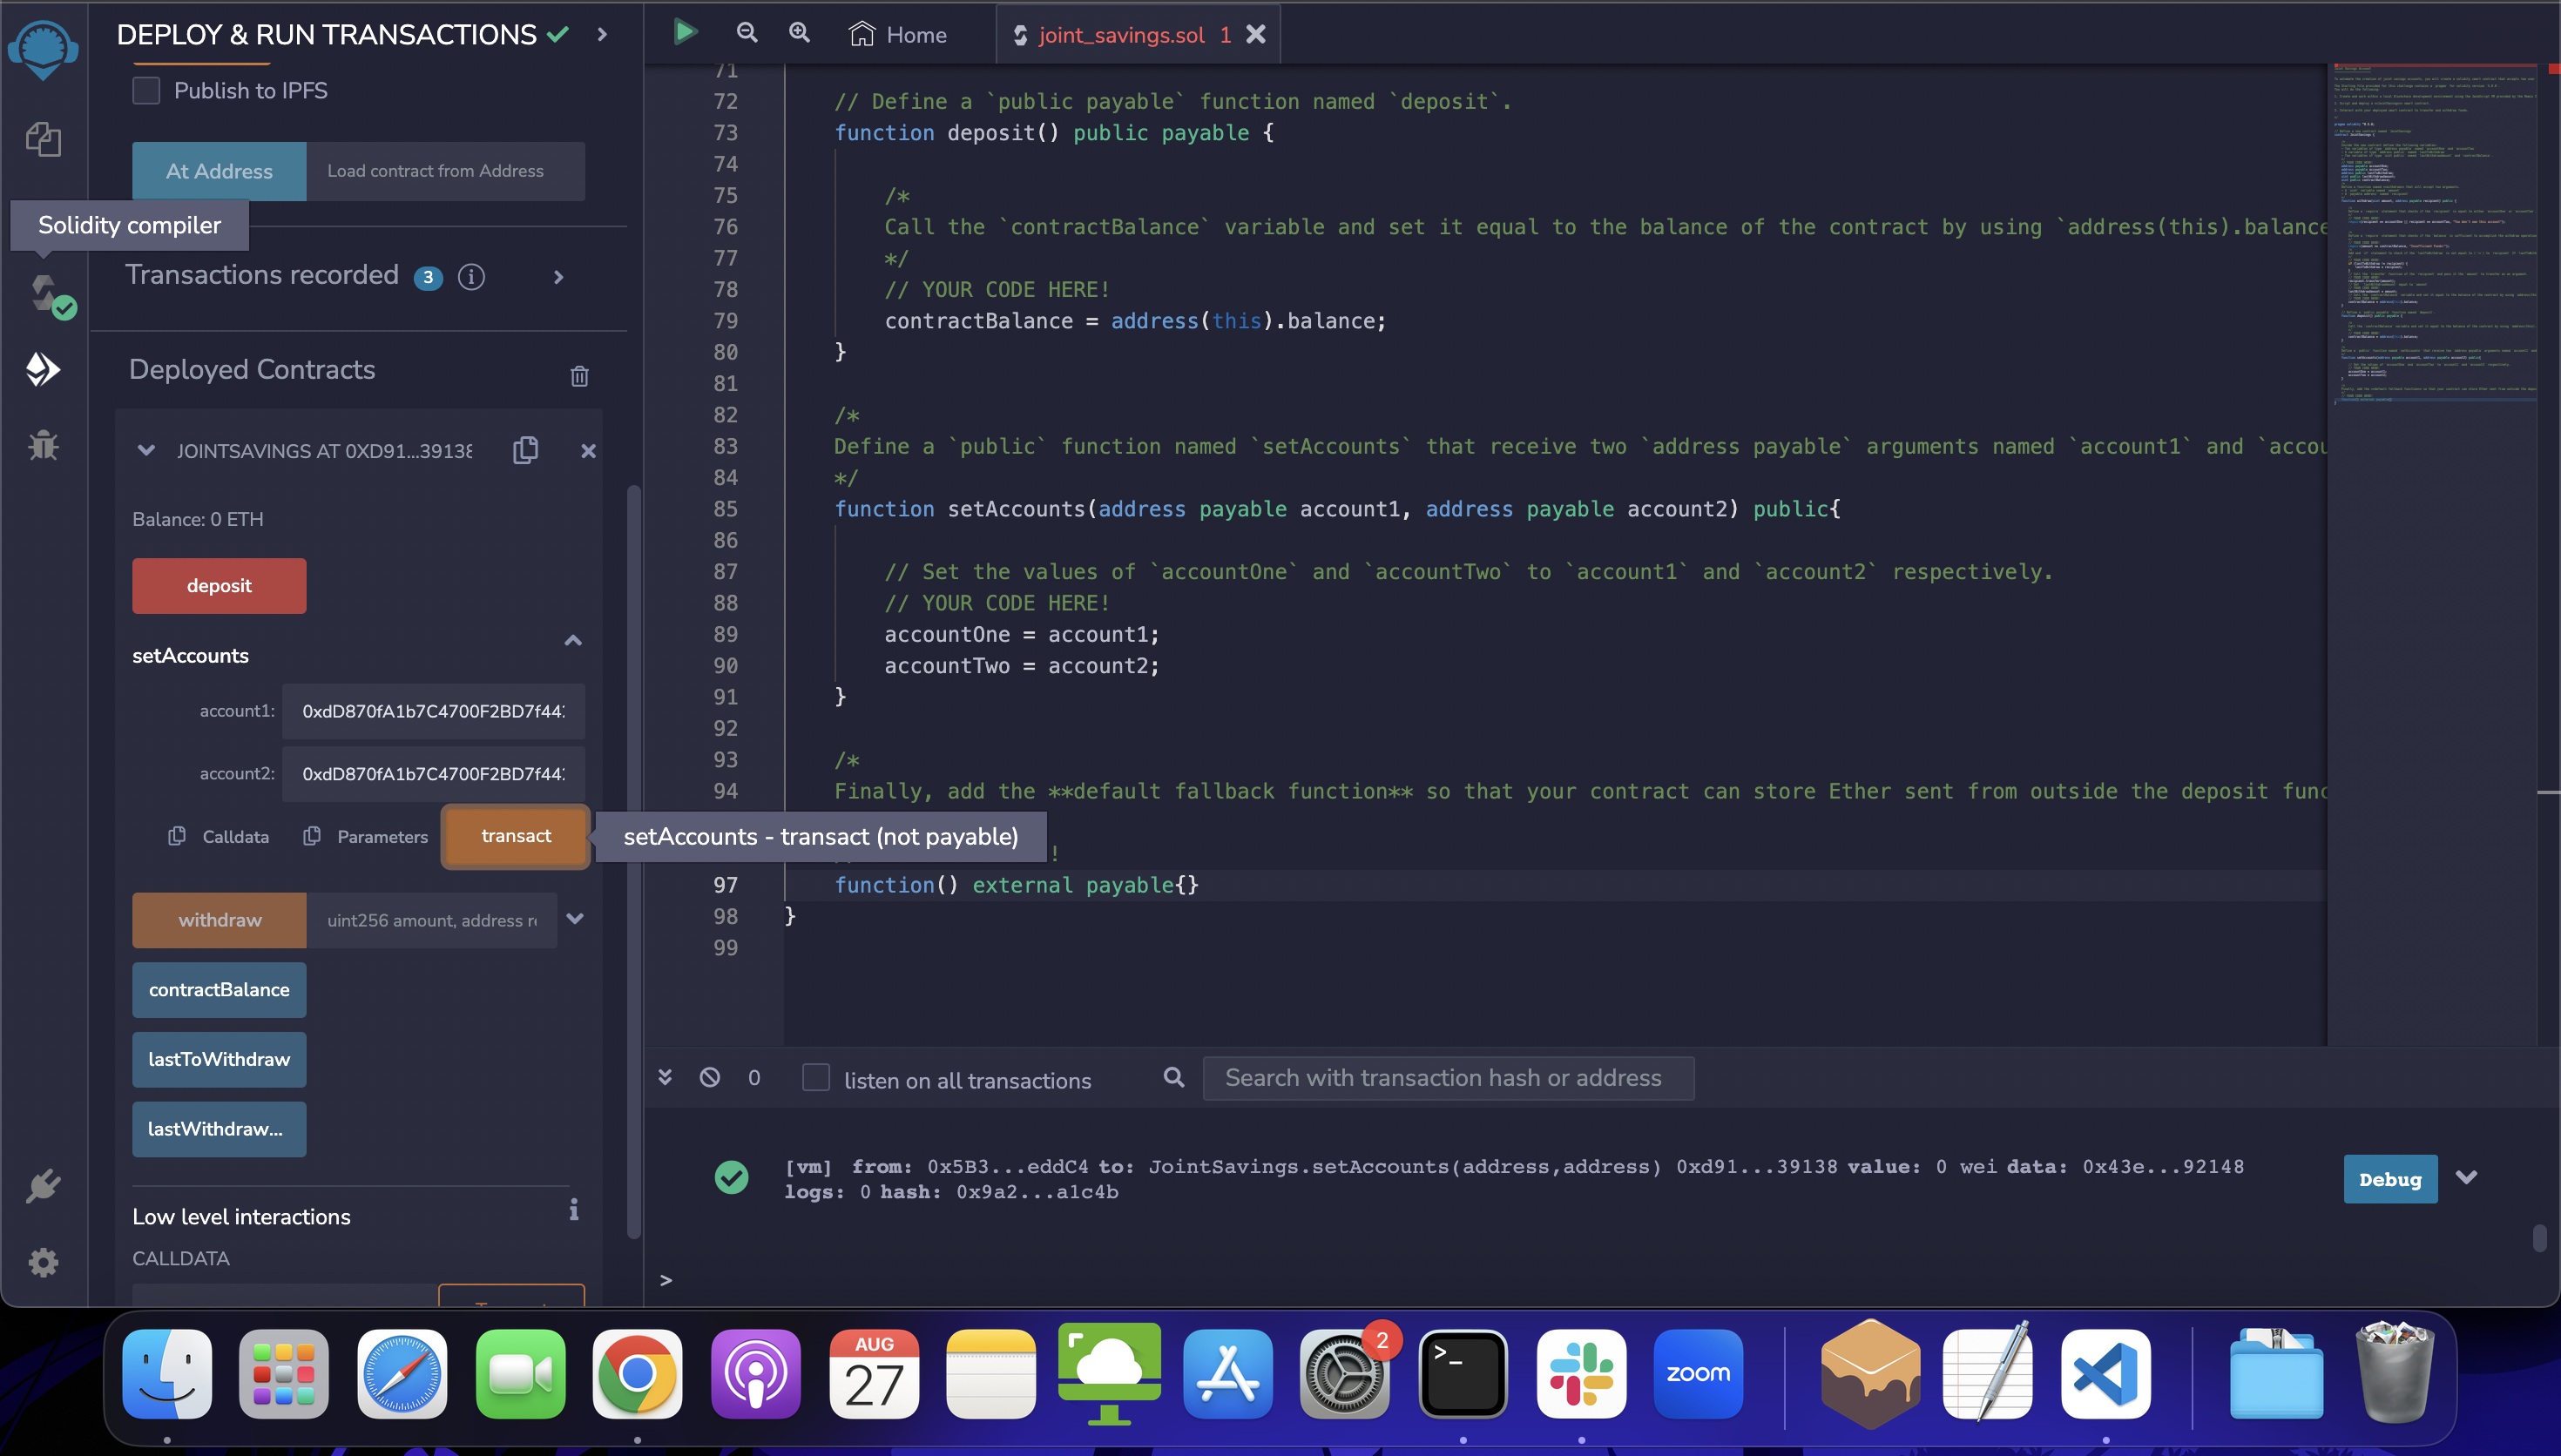 DEPLOY & RUN TRANSACTIONS
Publish to IPFS
At Address
Load contract from Address
Solidity compiler
Transactions recorded 3 i
Deployed Contracts
JOINTSAVINGS AT 0XD91...39138
Balance: 0 ETH
deposit
setAccounts
account1: 0xdD870fA1b7C4700F2BD7f44
account2: 0xdD870fA1b7C4700F2BD7f44
Calldata
Parameters
transact
setAccounts - transact (not payable)
withdraw
uint256 amount, address re
contractBalance
lastToWithdraw
lastWithdraw...
Low level interactions
i
CALLDATA
Home
joint_savings.sol 1
71
72 // Define a `public payable` function named `deposit`.
73 function deposit() public payable {
74
75 /*
76 Call the `contractBalance` variable and set it equal to the balance of the contract by using `address(this).balance
77 */
78 // YOUR CODE HERE!
79 contractBalance = address(this).balance;
80 }
81
82 /*
83 Define a `public` function named `setAccounts` that receive two `address payable` arguments named `account1` and `accou
84 */
85 function setAccounts(address payable account1, address payable account2) public{
86
87 // Set the values of `accountOne` and `accountTwo` to `account1` and `account2` respectively.
88 // YOUR CODE HERE!
89 accountOne = account1;
90 accountTwo = account2;
91 }
92
93 /*
94 Finally, add the **default fallback function** so that your contract can store Ether sent from outside the deposit func
!
97 function() external payable{}
98 }
99
0
listen on all transactions
Search with transaction hash or address
[vm] from: 0x5B3...eddC4 to: JointSavings.setAccounts(address,address) 0xd91...39138 value: 0 wei data: 0x43e...92148
logs: 0 hash: 0x9a2...a1c4b
Debug
>
AUG
27
2
>_
zoom